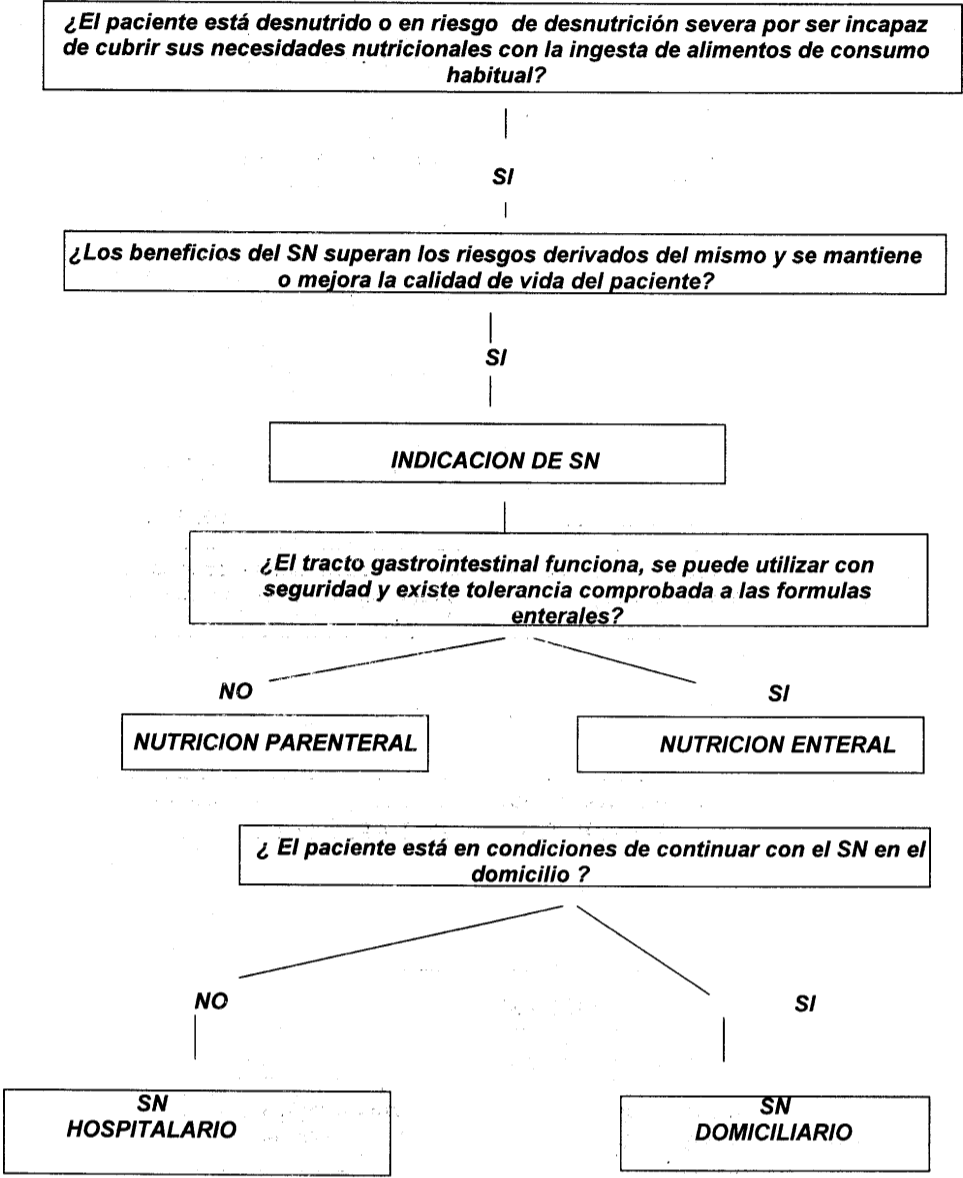 ¿El paciente está desnutrido o en riesgo de desnutrición severa por ser incapaz
de cubrir sus necesidades nutricionales con la ingesta de alimentos de consumo
habitual?
SI
¿Los beneficios del SN superan los riesgos derivados del mismo y se mantiene
o mejora la calidad de vida del paciente?
SI
INDICACION DE SN
¿El tracto gastrointestinal funciona, se puede utilizar con
seguridad y existe tolerancia comprobada a las formulas
enterales?
NO SI
NUTRICION PARENTERAL NUTRICION ENTERAL
¿ El paciente está en condiciones de continuar con el SN en el
domicilio ?
NO SI
SN
HOSPITALARIO
SN
DOMICILIARIO